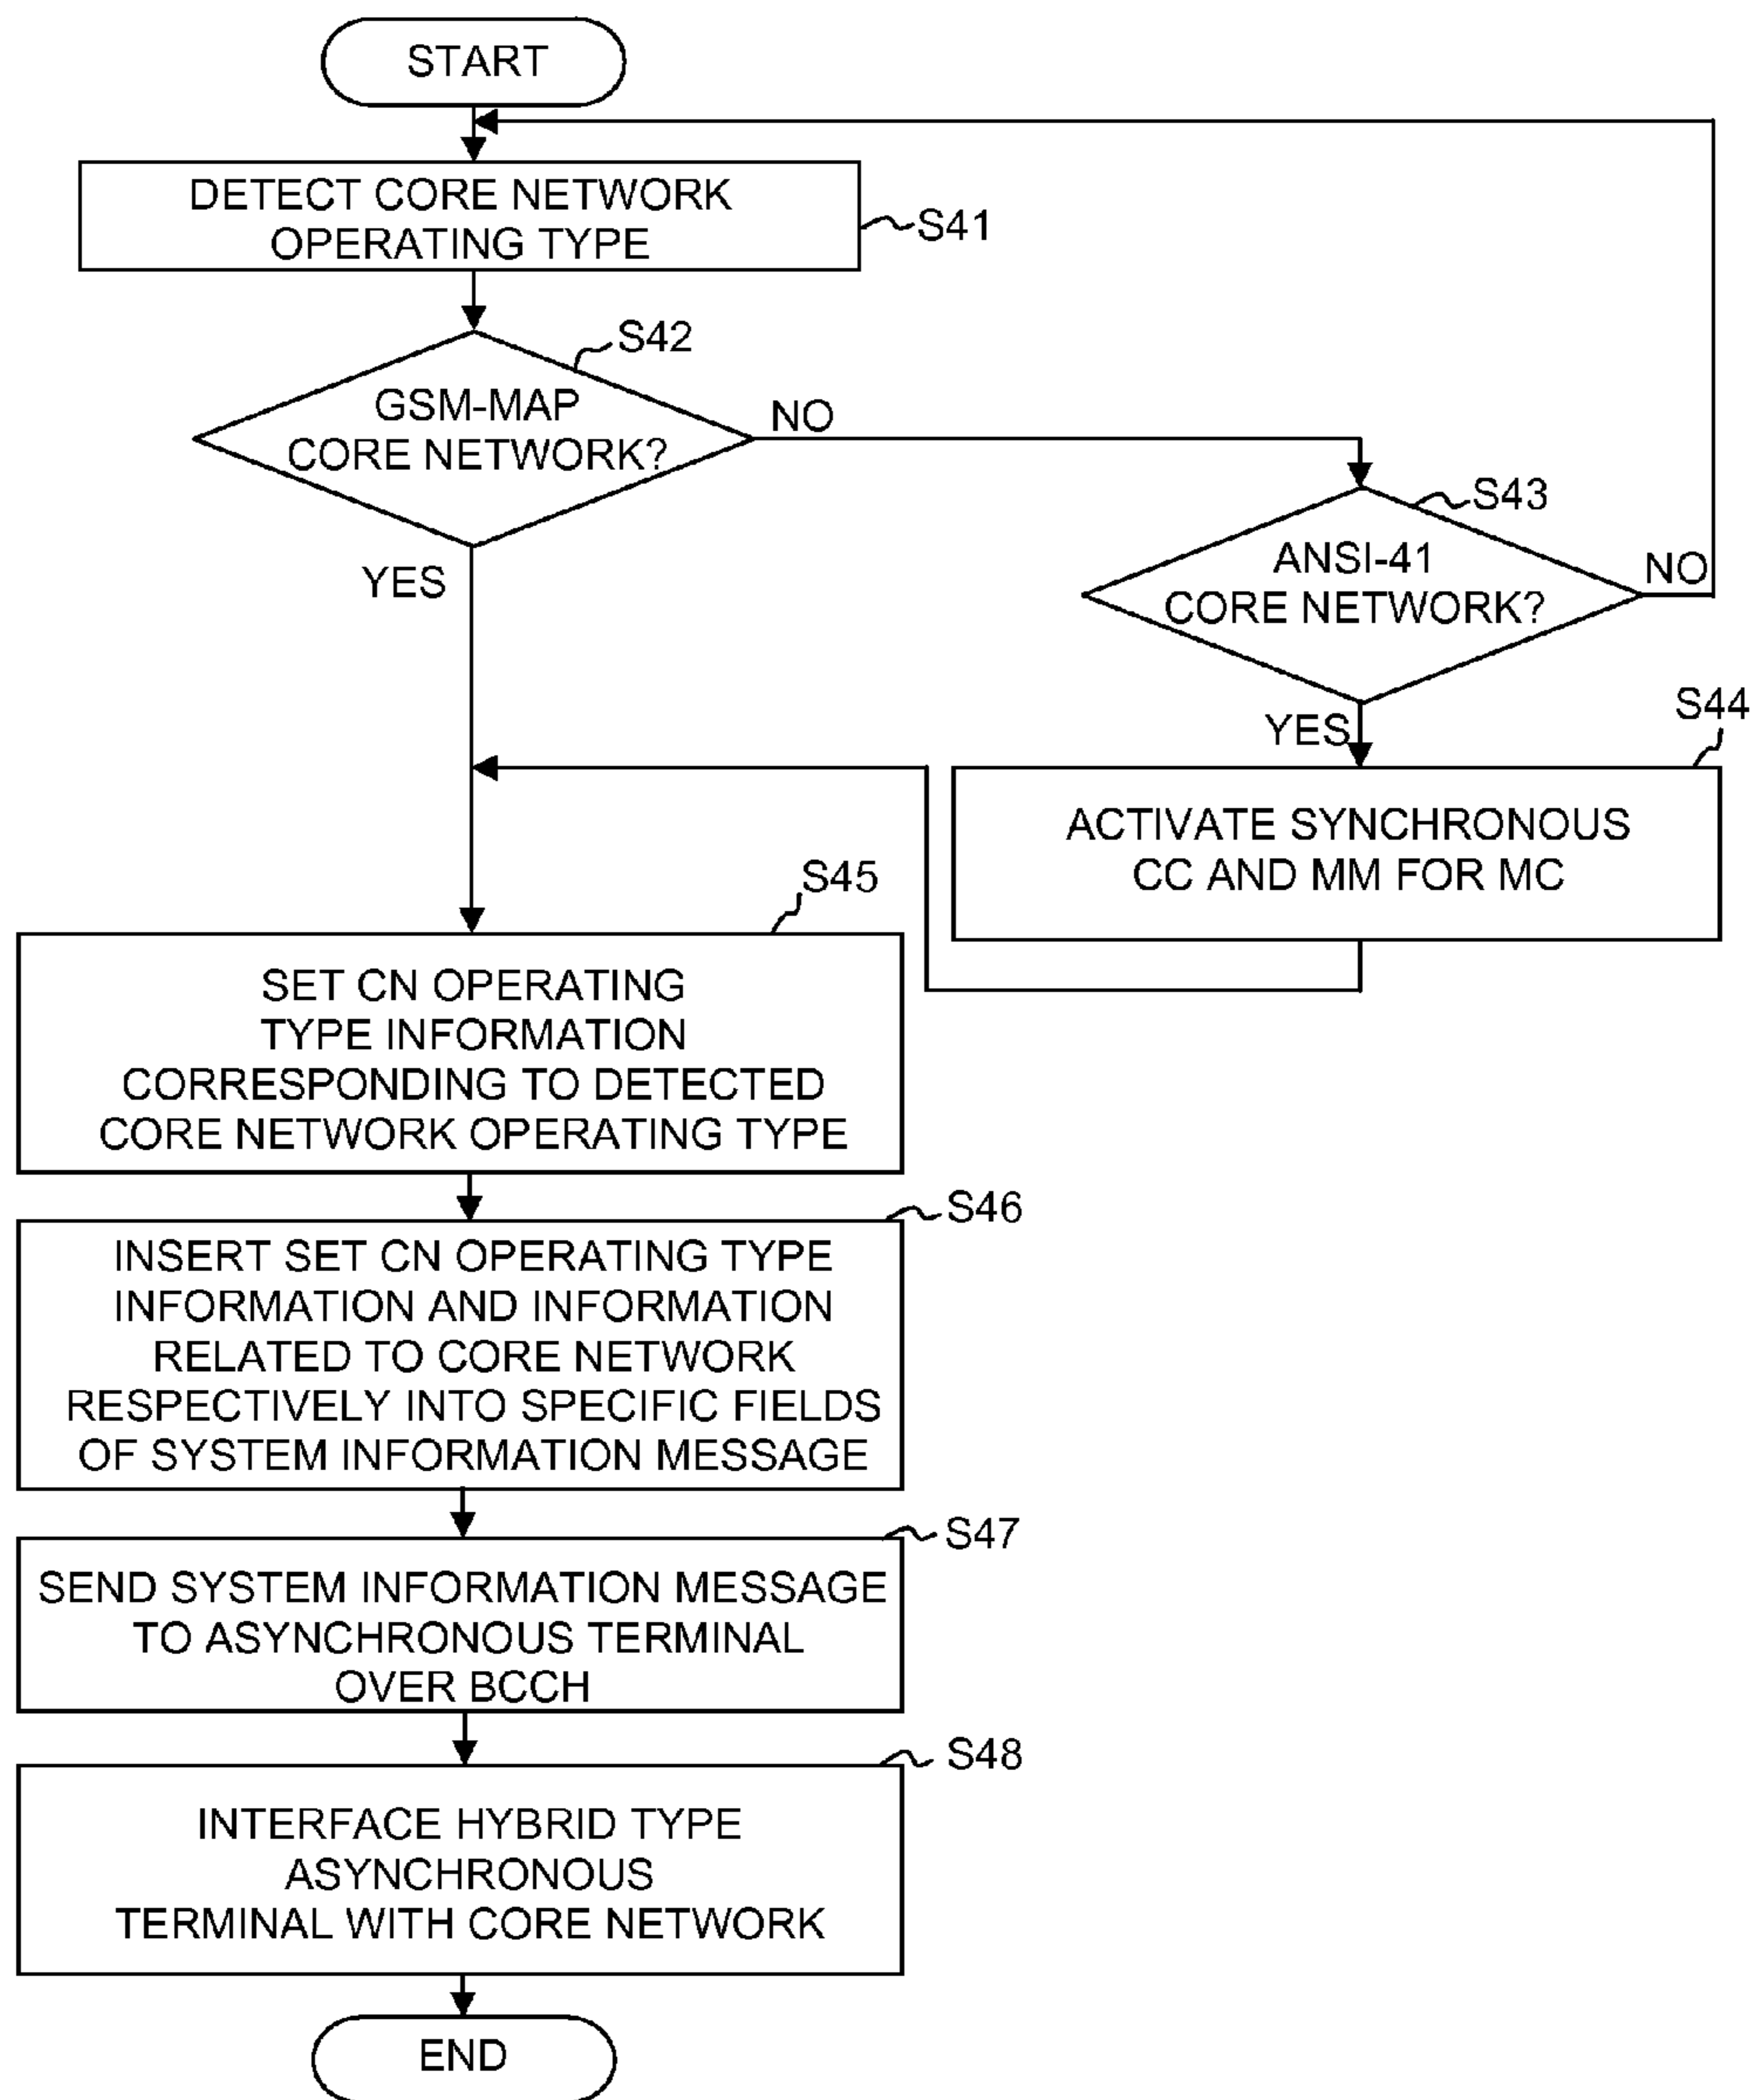 START
DETECT CORE NETWORK
OPERATING TYPE
S41
S42
GSM-MAP
CORE NETWORK?
NO
YES
S43
ANSI-41
CORE NETWORK?
NO
YES
S44
ACTIVATE SYNCHRONOUS
CC AND MM FOR MC
S45
SET CN OPERATING
TYPE INFORMATION
CORRESPONDING TO DETECTED
CORE NETWORK OPERATING TYPE
S46
INSERT SET CN OPERATING TYPE
INFORMATION AND INFORMATION
RELATED TO CORE NETWORK
RESPECTIVELY INTO SPECIFIC FIELDS
OF SYSTEM INFORMATION MESSAGE
S47
SEND SYSTEM INFORMATION MESSAGE
TO ASYNCHRONOUS TERMINAL
OVER BCCH
S48
INTERFACE HYBRID TYPE
ASYNCHRONOUS
TERMINAL WITH CORE NETWORK
END